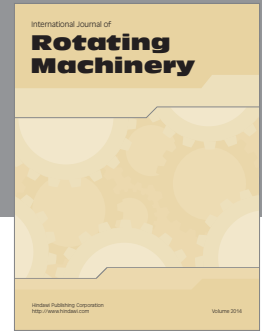 International Journal of
Rotating
Machinery
Hindawi Publishing Corporation
http://www.hindawi.com
Volume 2014